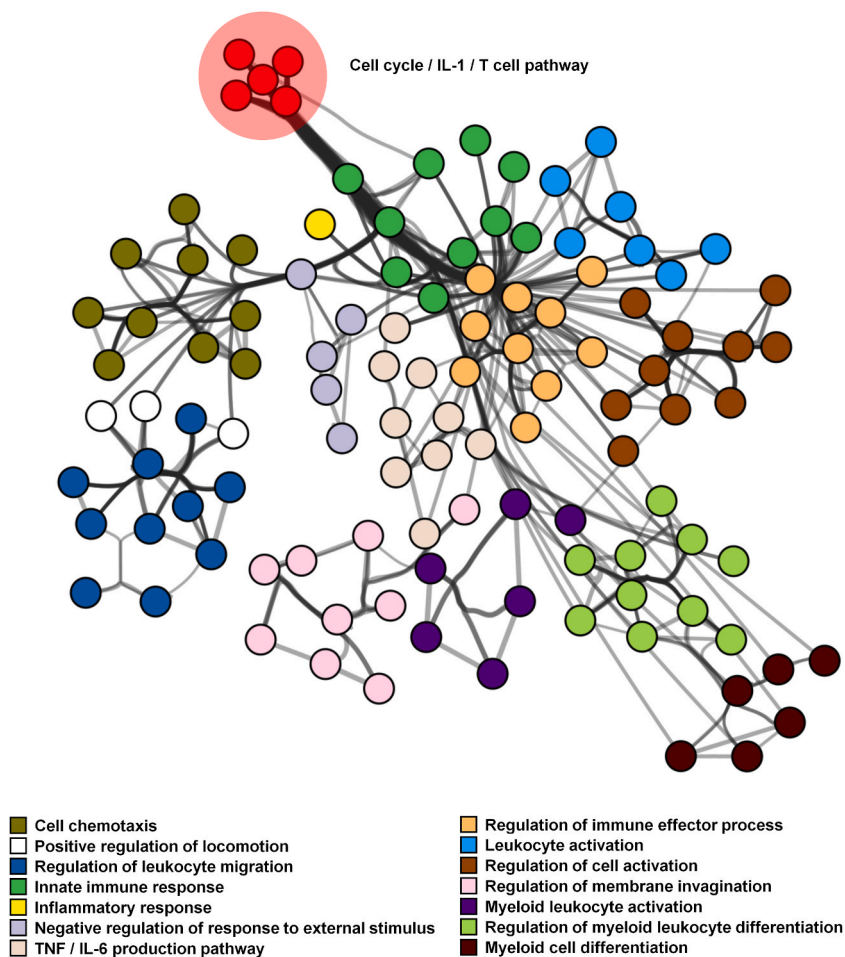 Cell cycle / IL-1 / T cell pathway
Cell chemotaxis
Positive regulation of locomotion
Regulation of leukocyte migration
Innate immune response
Inflammatory response
Negative regulation of response to external stimulus
TNF / IL-6 production pathway
Regulation of immune effector process
Leukocyte activation
Regulation of cell activation
Regulation of membrane invagination
Myeloid leukocyte activation
Regulation of myeloid leukocyte differentiation
Myeloid cell differentiation